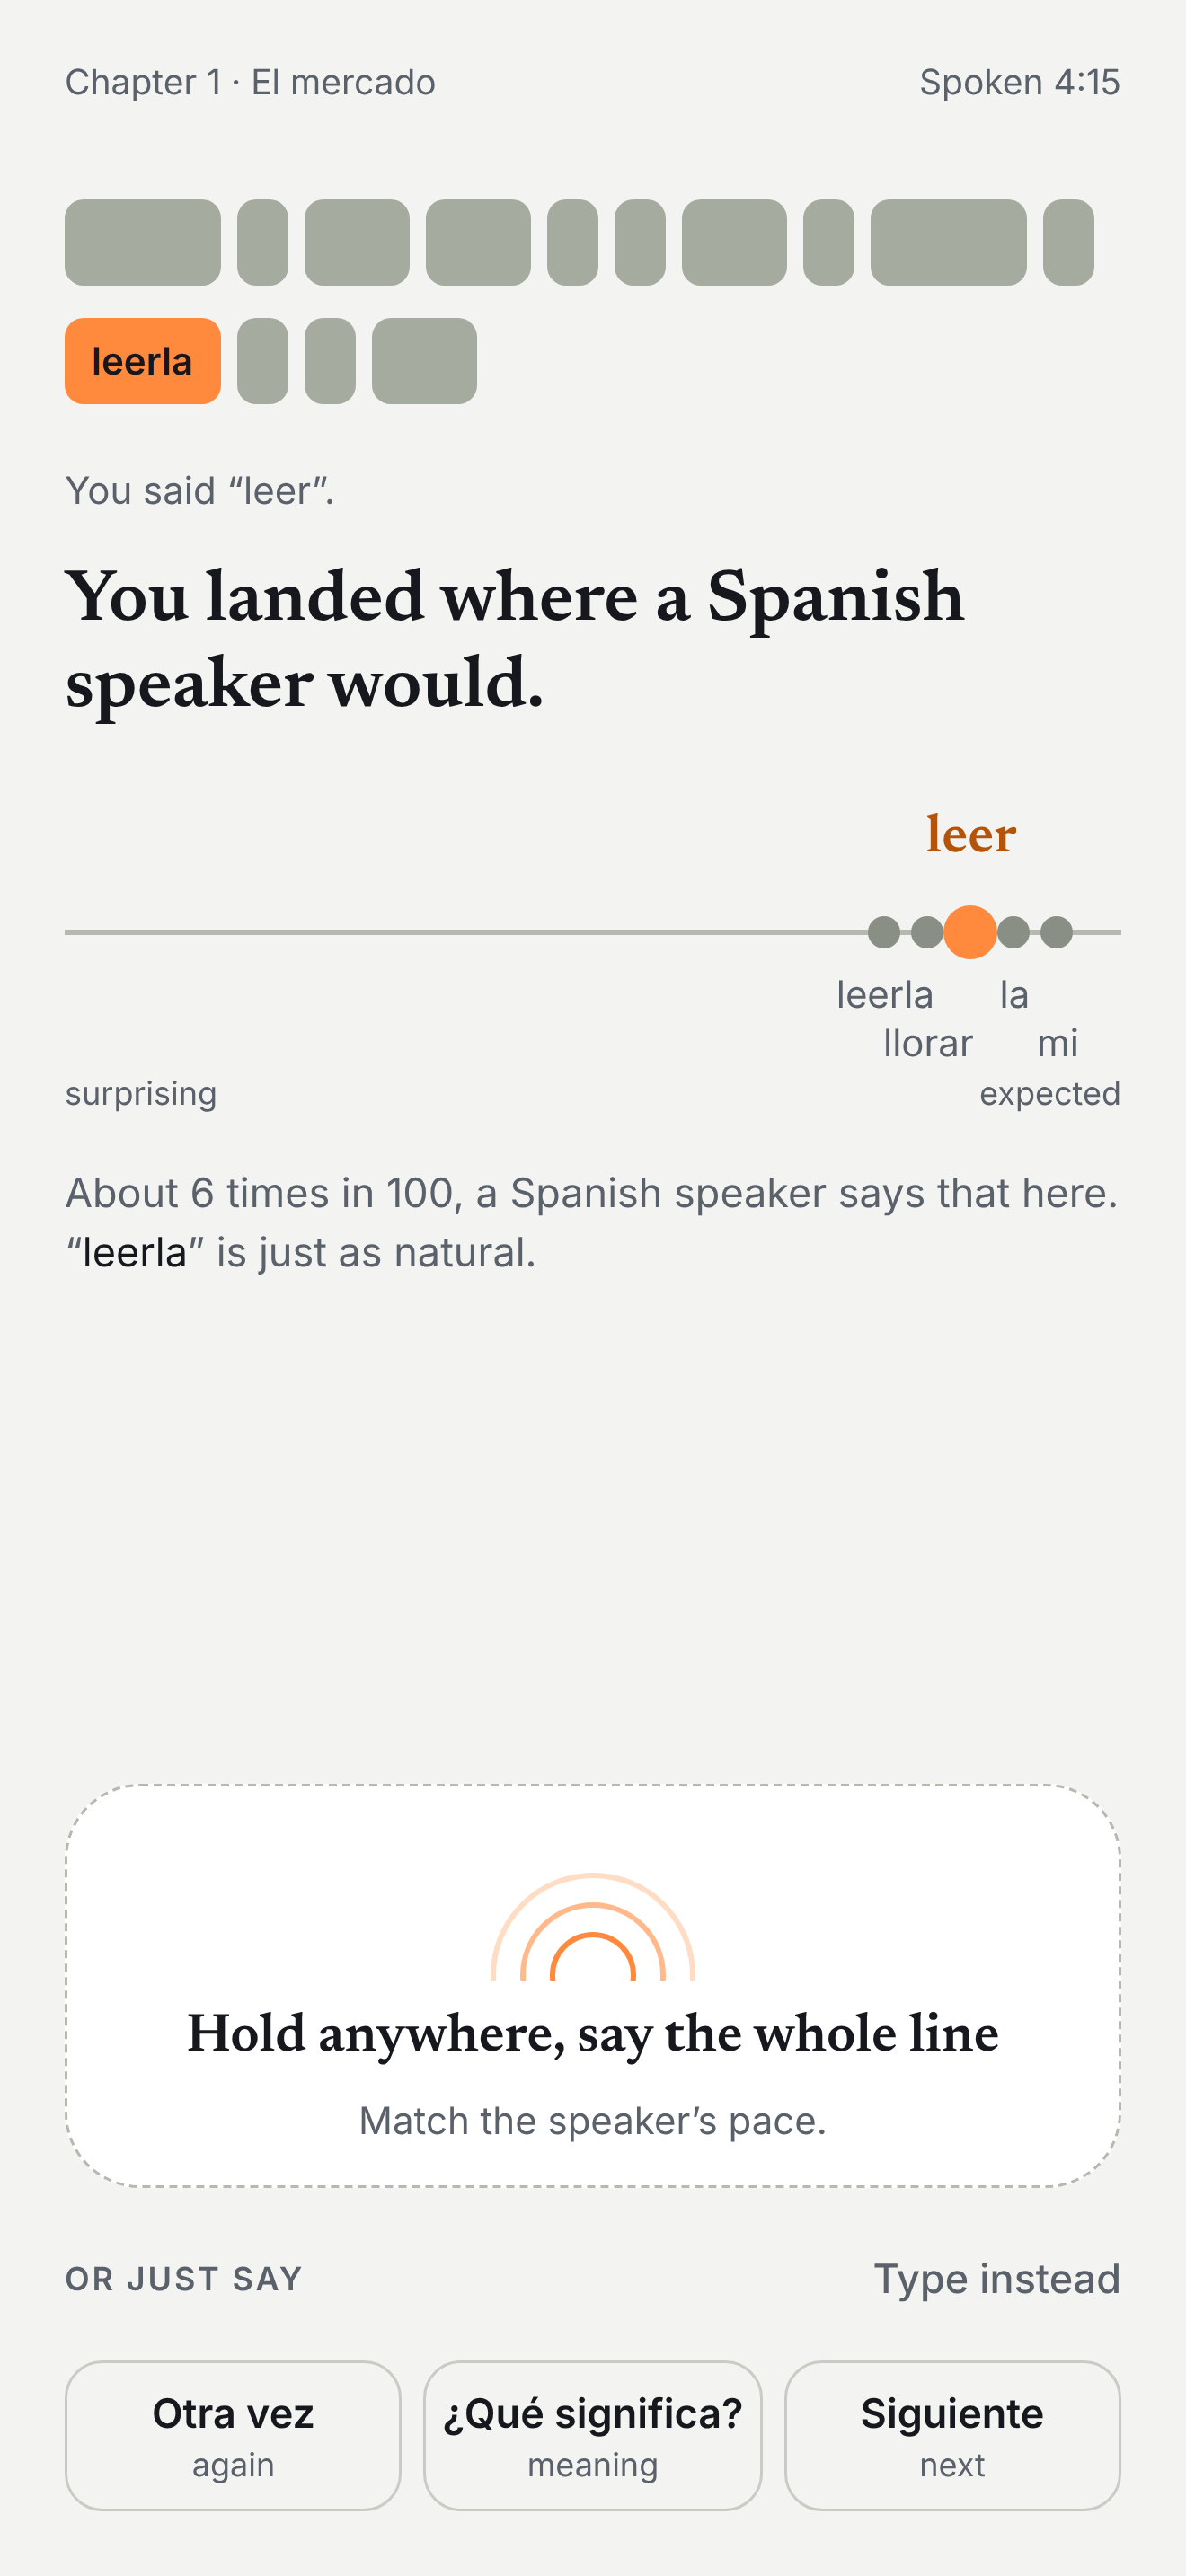 Chapter 1 · El mercado
Spoken 4:15
leerla
You said “leer”.
You landed where a Spanish
speaker would.
leer
leerla la
llorar mi
surprising expected
About 6 times in 100, a Spanish speaker says that here.
“leerla” is just as natural.
Hold anywhere, say the whole line
Match the speaker’s pace.
OR JUST SAY
Type instead
Otra vez
again
¿Qué significa?
meaning
Siguiente
next